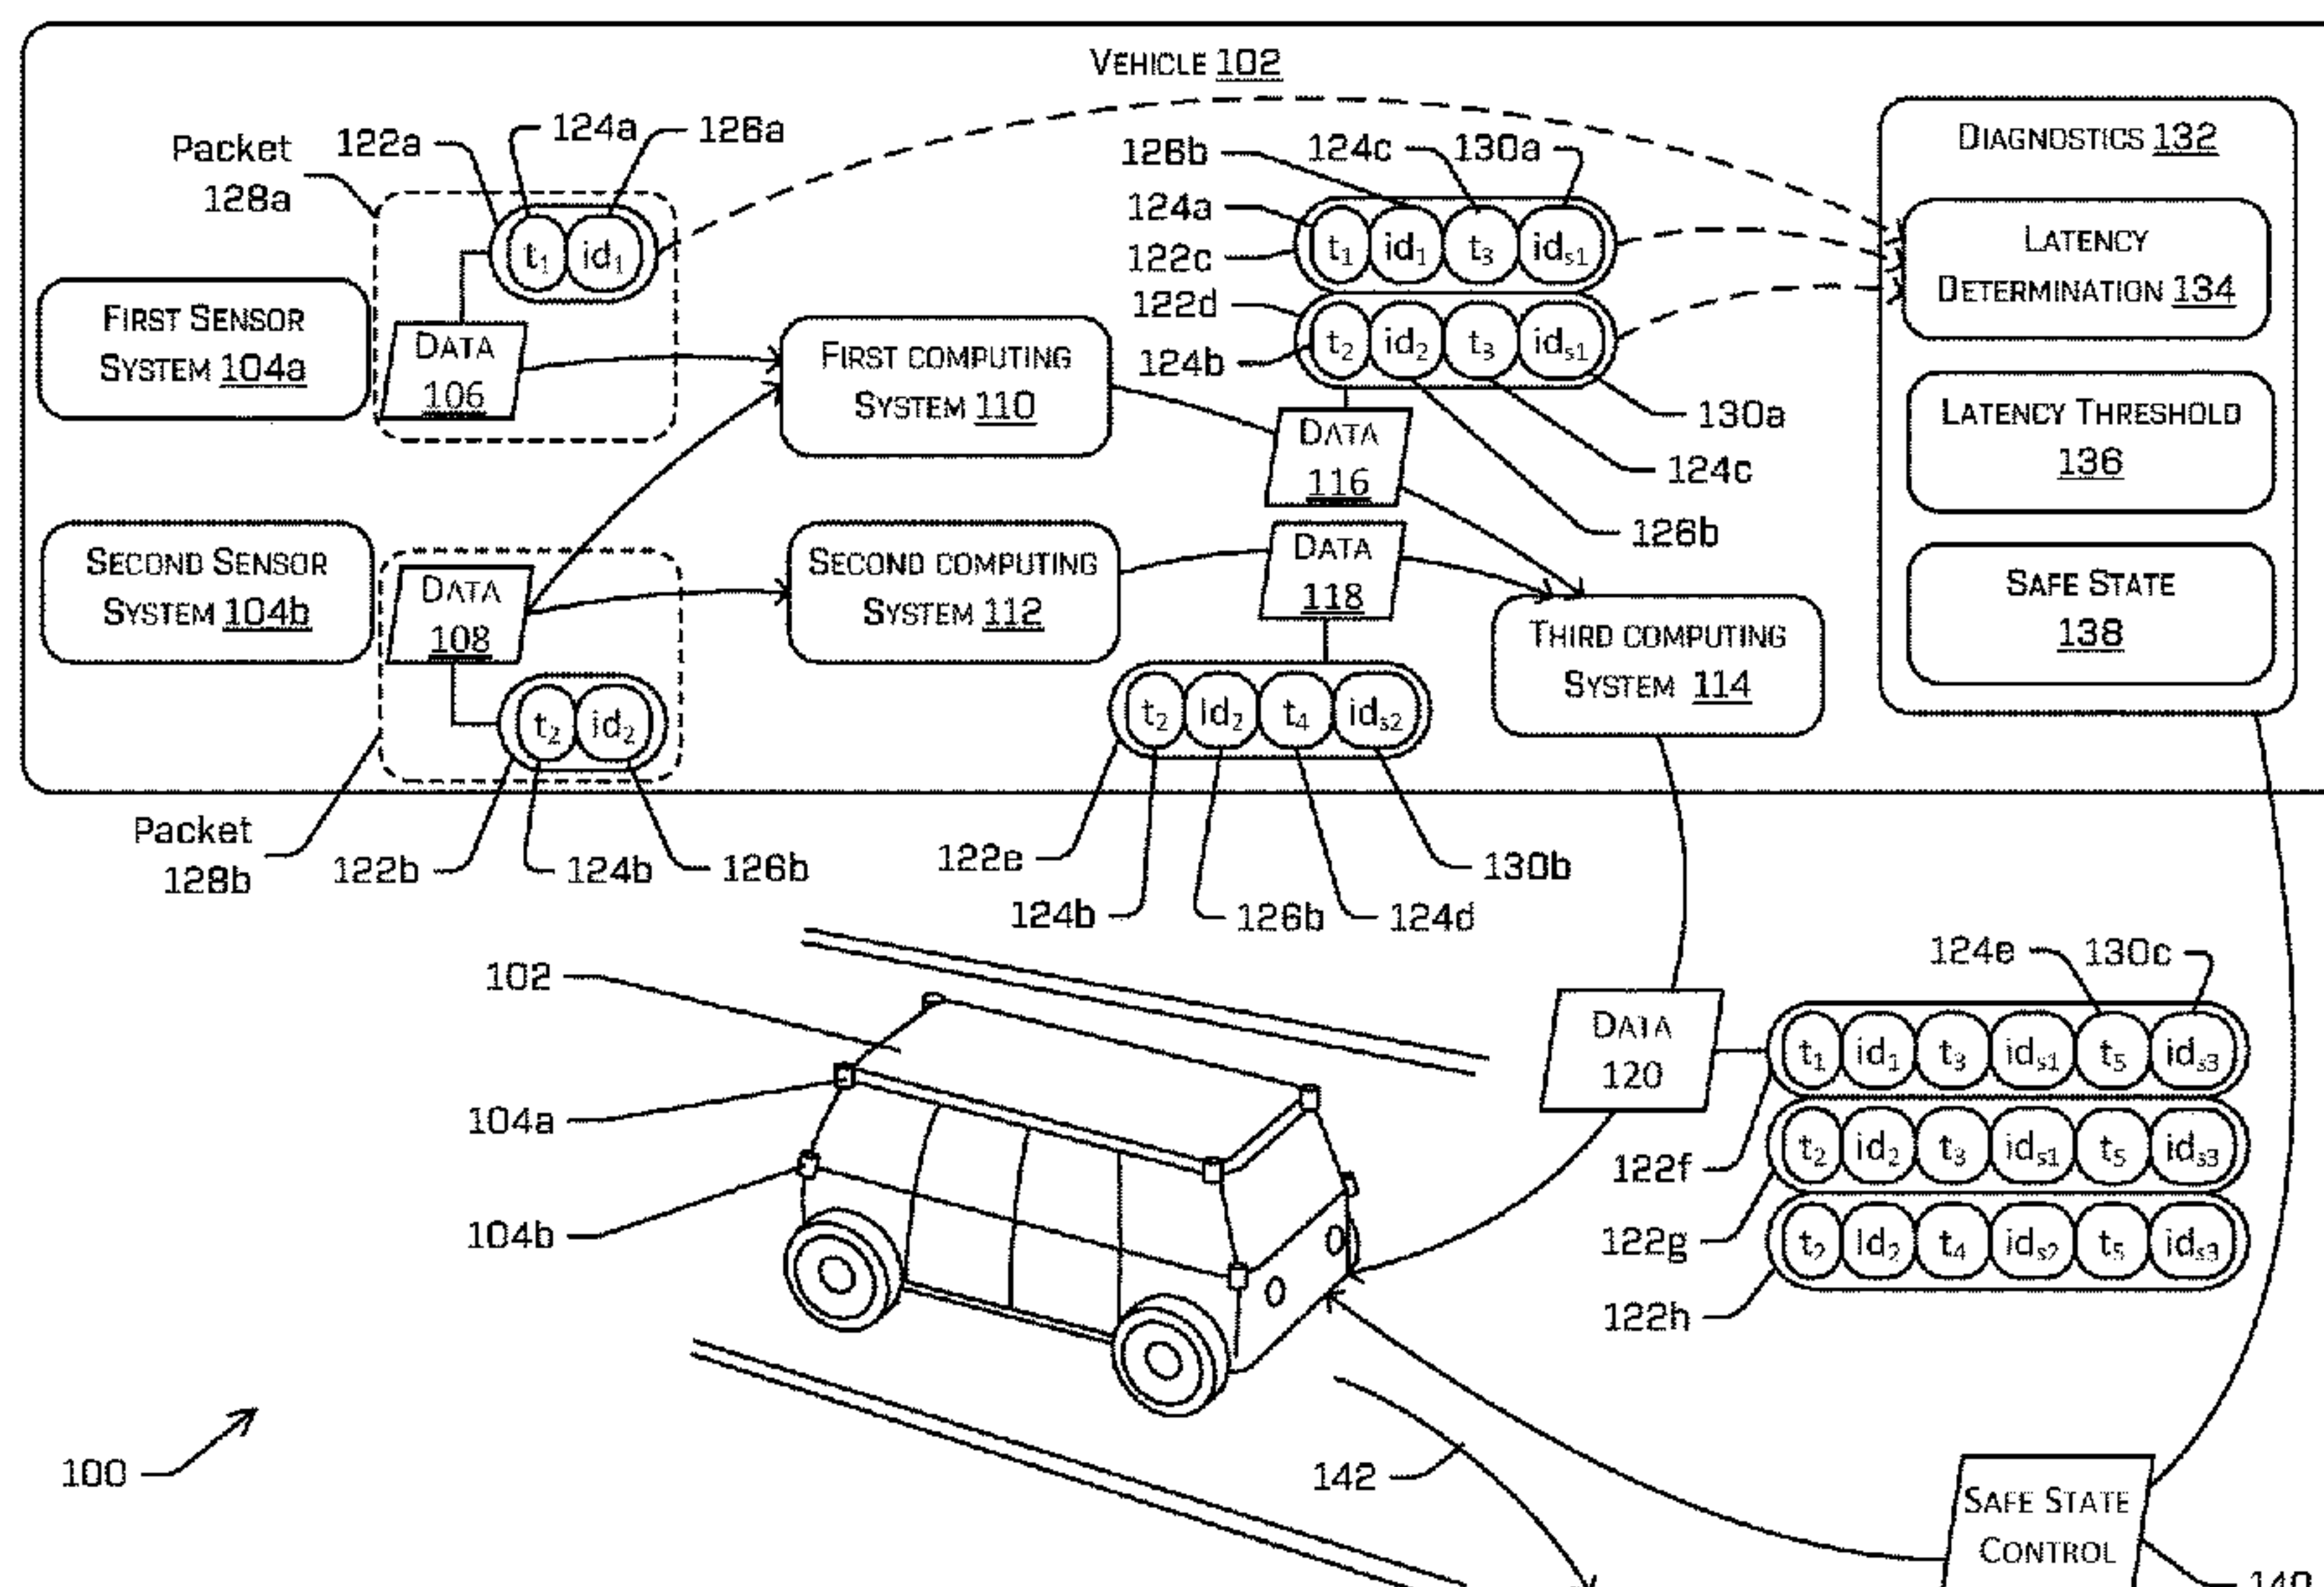 VEHICLE 102
Packet
128a
122a
124a
126a
t1 id1
FIRST SENSOR
SYSTEM 104a
DATA
106
FIRST COMPUTING
SYSTEM 110
126b
124c
130a
124a
122c
122d
124b
t1 id1 t3 ids1
t2 id2 t3 ids1
130a
124c
126b
DATA
116
DIAGNOSTICS 132
LATENCY
DETERMINATION 134
LATENCY THRESHOLD
136
SAFE STATE
138
SECOND SENSOR
SYSTEM 104b
DATA
108
t2 id2
Packet
128b
122b
124b
126b
SECOND COMPUTING
SYSTEM 112
DATA
118
t2 id2 t4 ids2
122e
124b
126b
124d
130b
THIRD COMPUTING
SYSTEM 114
102
104a
104b
DATA
120
124e
130c
t1 id1 t3 ids1 t5 ids3
t2 id2 t3 ids1 t5 ids3
t2 id2 t4 ids2 t5 ids3
122f
122g
122h
100
142
SAFE STATE
CONTROL